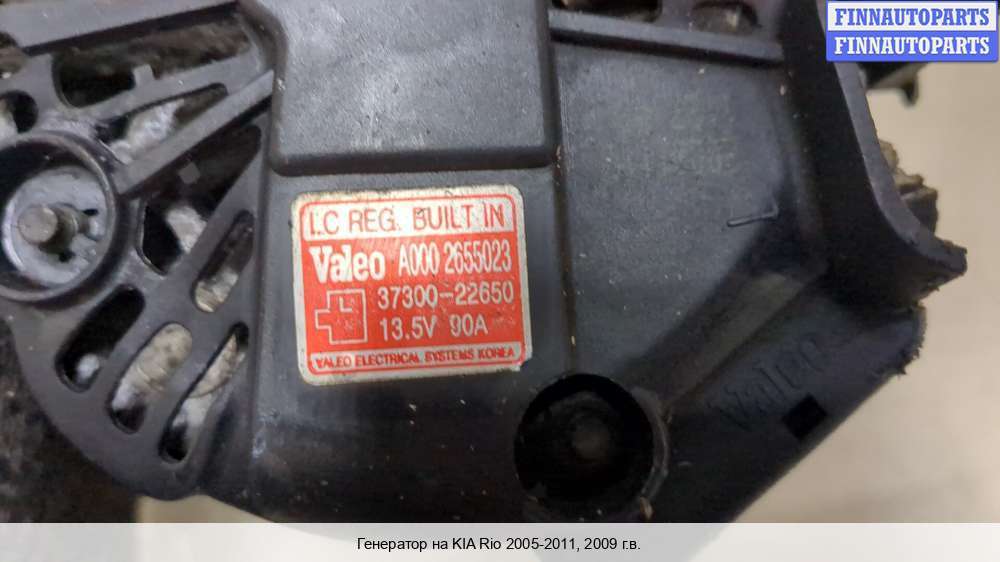 FINNAUTOPARTS
FINNAUTOPARTS
I.C REG. BUILT IN
Valeo A000 2655023
37300-22650
13.5V 90A
VALEO ELECTRICAL SYSTEMS KOREA
Valeo
Генератор на KIA Rio 2005-2011, 2009 г.в.